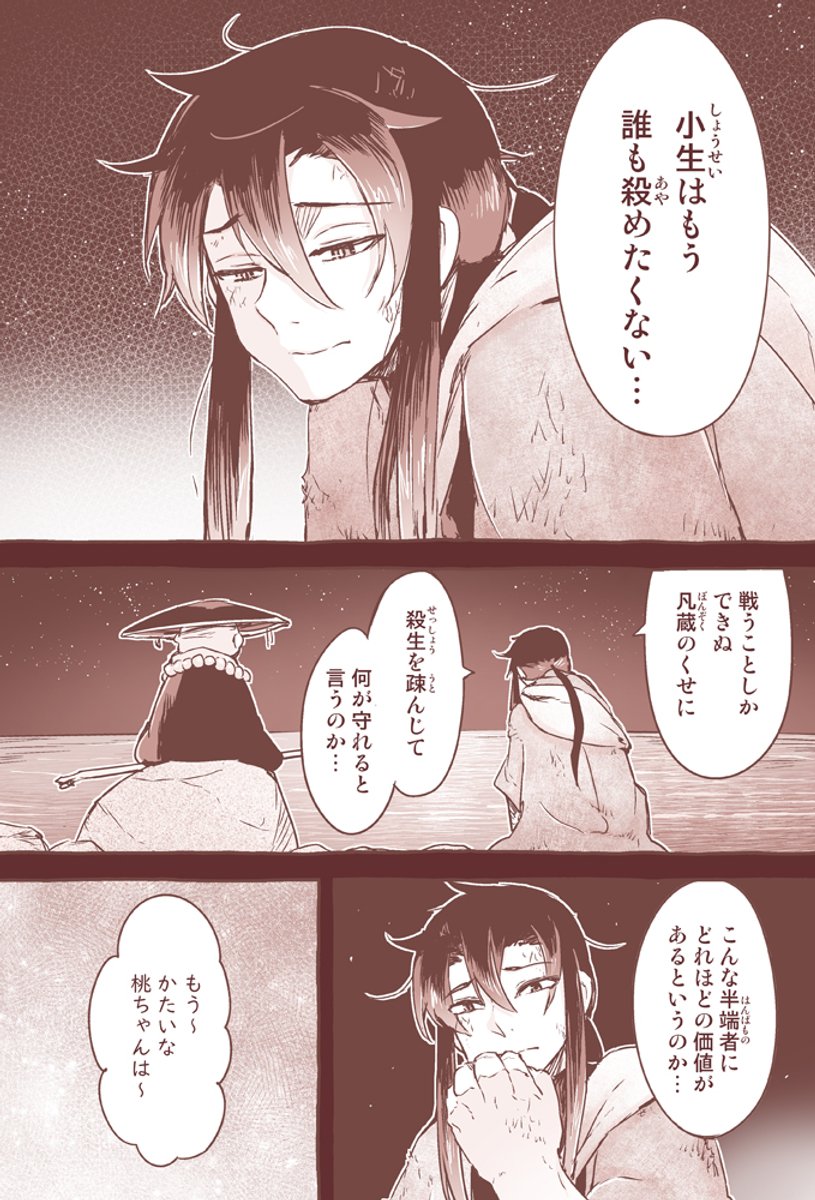 小生はもう
誰も殺めたくない…
戦うことしか
できぬ
凡蔵のくせに
殺生を疎んじて
何が守れると
言うのか…
こんな半端者に
どれほどの価値が
あるというのか…
もう〜
かたいな
桃ちゃんは〜